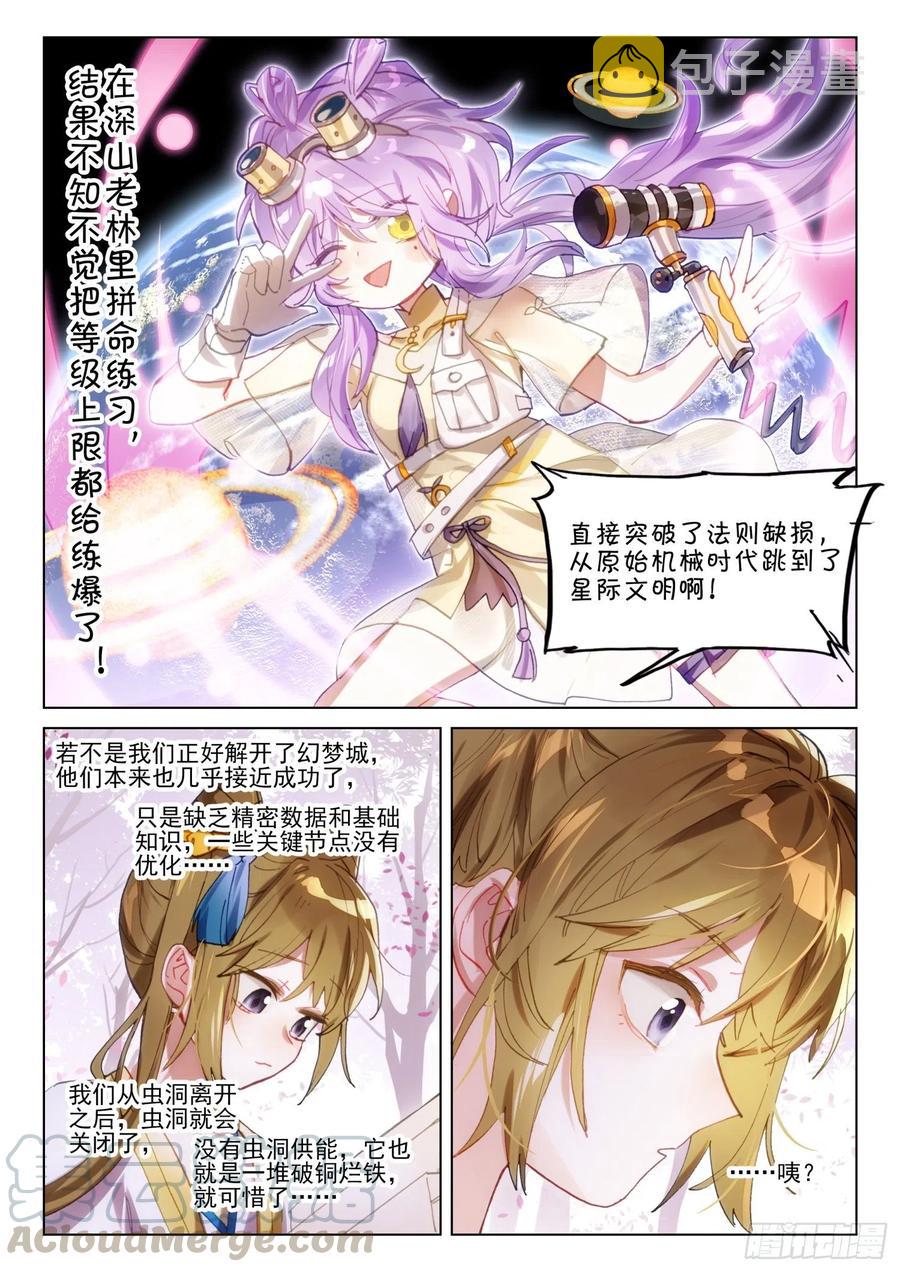 包子漫畫
在深山老林里拼命练习，
结果不知不觉把等级上限都给练爆了！
直接突破了法则缺损，
从原始机械时代跳到了
星际文明啊！
若不是我们正好解开了幻梦城，
他们本来也几乎接近成功了，
只是缺乏精密数据和基础
知识，一些关键节点没有
优化……
我们从虫洞离开
之后，虫洞就会
关闭了，
没有虫洞供能，它也
就是一堆破铜烂铁，
就可惜了……
……咦？
AcloudMerge.com
腾讯动漫